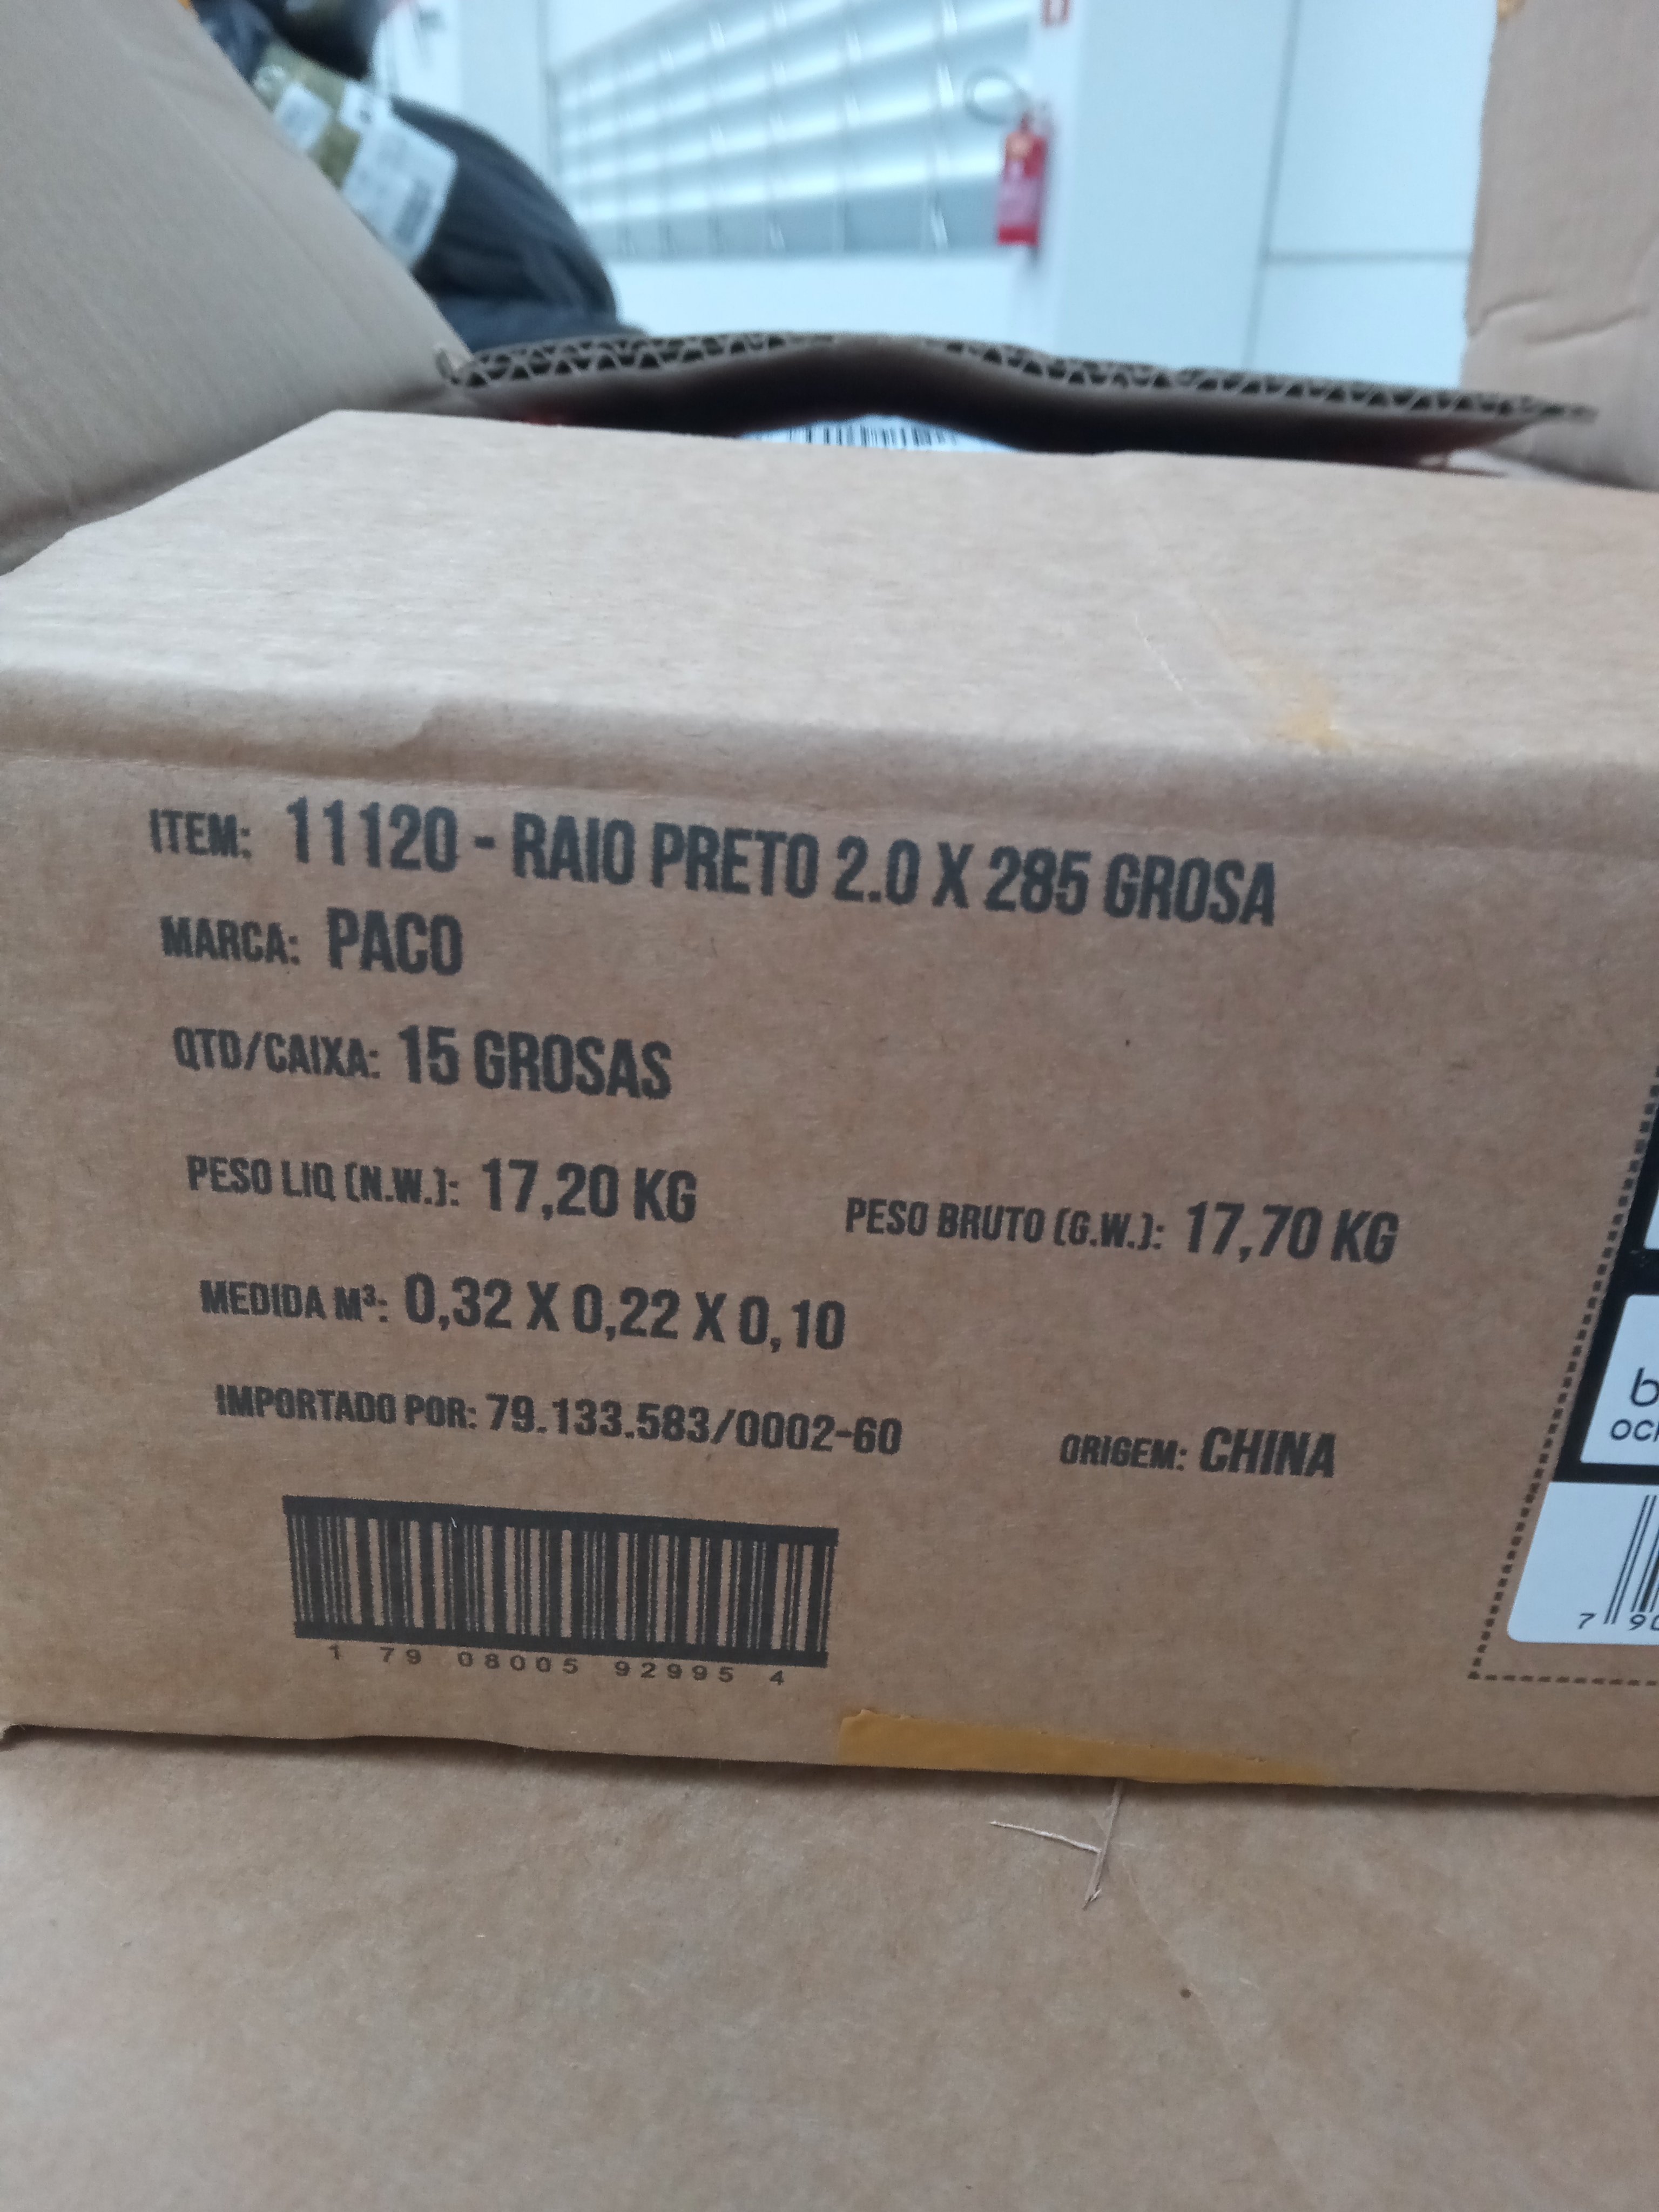 ITEM: 11120 - RAIO PRETO 2.0 X 285 GROSA
MARCA: PACO
QTD/CAIXA: 15 GROSAS
PESO LIQ (N.W.): 17,20 KG PESO BRUTO (G.W.): 17,70 KG
MEDIDA M³: 0,32 X 0,22 X 0,10
IMPORTADO POR: 79.133.583/0002-60 ORIGEM: CHINA
1 79 08005 92995 4